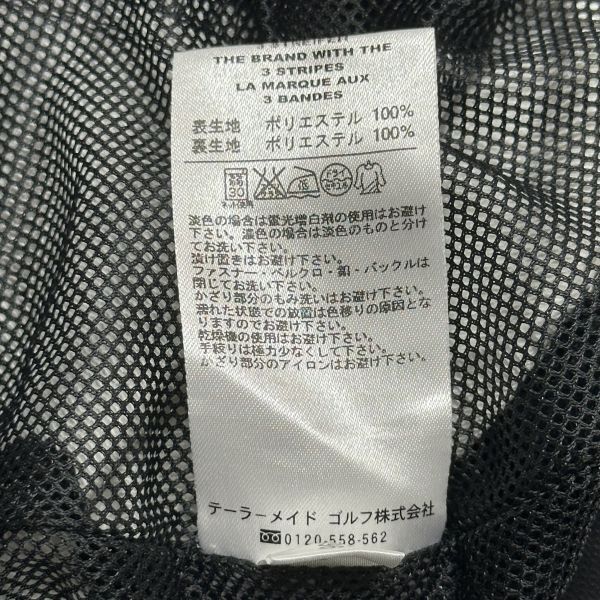 THE BRAND WITH THE
3 STRIPES
LA MARQUE AUX
3 BANDES
表生地 ポリエステル 100%
裏生地 ポリエステル 100%
ドライ
淡色の場合は蛍光増白剤の使用はお避け
下さい。濃色の場合は淡色のものと分け
てお洗い下さい。
漬け置きはお避け下さい。
ファスナー・ベルクロ・釦・バックルは
閉じてお洗い下さい。
かざり部分のもみ洗いはお避け下さい。
濡れた状態での放置は色移りの原因とな
りますのでお避け下さい。
乾燥機の使用はお避け下さい。
手絞りは極力少なくして下さい。
かざり部分のアイロンはお避け下さい。
テーラーメイド ゴルフ株式会社
0120-558-562